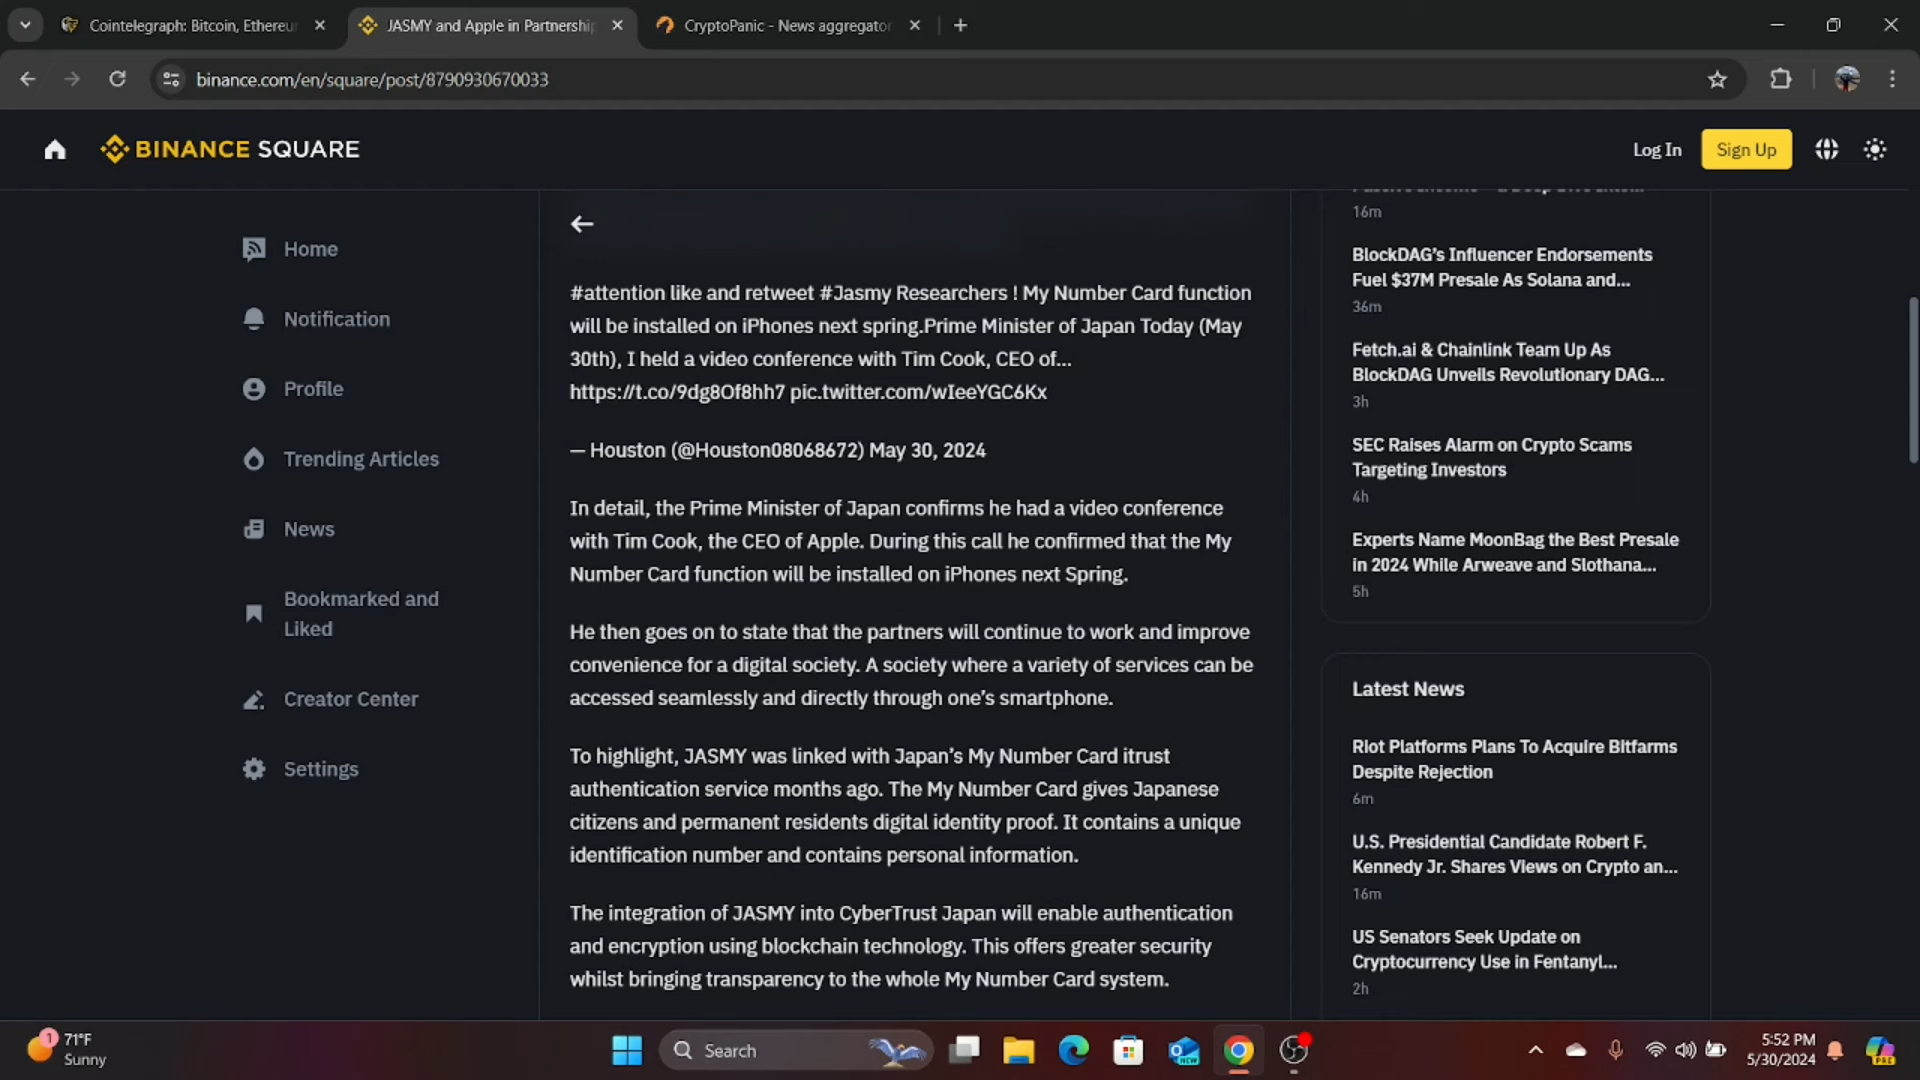 Cointelegraph: Bitcoin, Ethereu
JASMY and Apple in Partnership
CryptoPanic - News aggregator
binance.com/en/square/post/8790930670033
BINANCE SQUARE
Log In
Sign Up
Home
Notification
Profile
Trending Articles
News
Bookmarked and
Liked
Creator Center
Settings
#attention like and retweet #Jasmy Researchers ! My Number Card function
will be installed on iPhones next spring.Prime Minister of Japan Today (May
30th), I held a video conference with Tim Cook, CEO of...
https://t.co/9dg8Of8hh7 pic.twitter.com/wIeeYGC6Kx
— Houston (@Houston08068672) May 30, 2024
In detail, the Prime Minister of Japan confirms he had a video conference
with Tim Cook, the CEO of Apple. During this call he confirmed that the My
Number Card function will be installed on iPhones next Spring.
He then goes on to state that the partners will continue to work and improve
convenience for a digital society. A society where a variety of services can be
accessed seamlessly and directly through one’s smartphone.
To highlight, JASMY was linked with Japan’s My Number Card itrust
authentication service months ago. The My Number Card gives Japanese
citizens and permanent residents digital identity proof. It contains a unique
identification number and contains personal information.
The integration of JASMY into CyberTrust Japan will enable authentication
and encryption using blockchain technology. This offers greater security
whilst bringing transparency to the whole My Number Card system.
16m
BlockDAG’s Influencer Endorsements
Fuel $37M Presale As Solana and...
36m
Fetch.ai & Chainlink Team Up As
BlockDAG Unveils Revolutionary DAG...
3h
SEC Raises Alarm on Crypto Scams
Targeting Investors
4h
Experts Name MoonBag the Best Presale
in 2024 While Arweave and Slothana...
5h
Latest News
Riot Platforms Plans To Acquire Bitfarms
Despite Rejection
6m
U.S. Presidential Candidate Robert F.
Kennedy Jr. Shares Views on Crypto an...
16m
US Senators Seek Update on
Cryptocurrency Use in Fentanyl...
2h
1
71°F
Sunny
Search
NEW
5:52 PM
5/30/2024
PRE